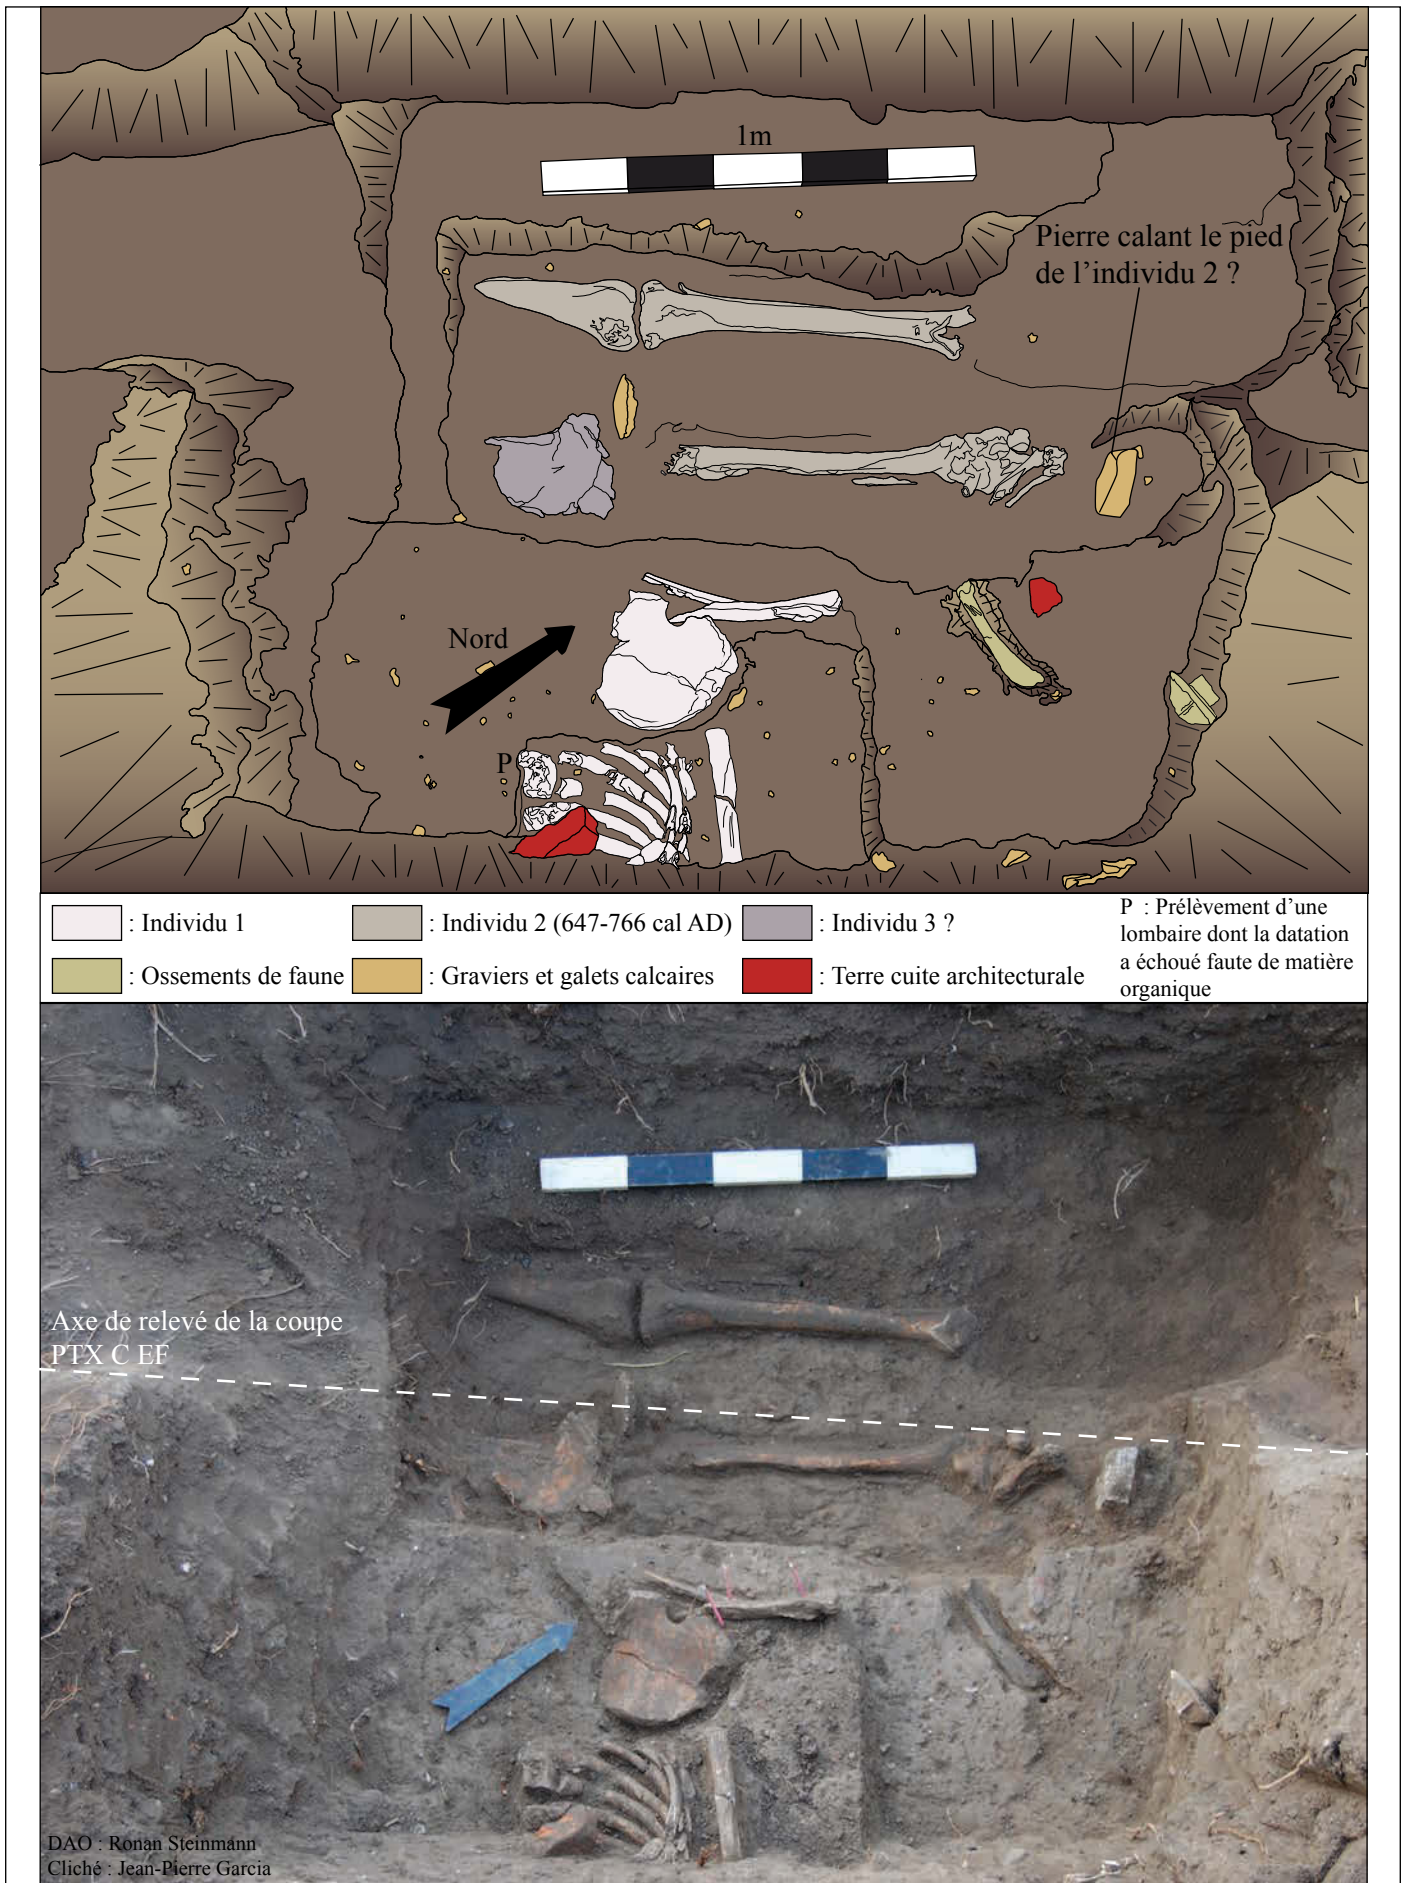 1m
Pierre calant le pied
de l’individu 2 ?
Nord
P
: Individu 1
: Individu 2 (647-766 cal AD)
: Individu 3 ?
P : Prélèvement d’une
lombaire dont la datation
a échoué faute de matière
organique
: Ossements de faune
: Graviers et galets calcaires
: Terre cuite architecturale
Axe de relevé de la coupe
PTX C EF
DAO : Ronan Steinmann
Cliché : Jean-Pierre Garcia